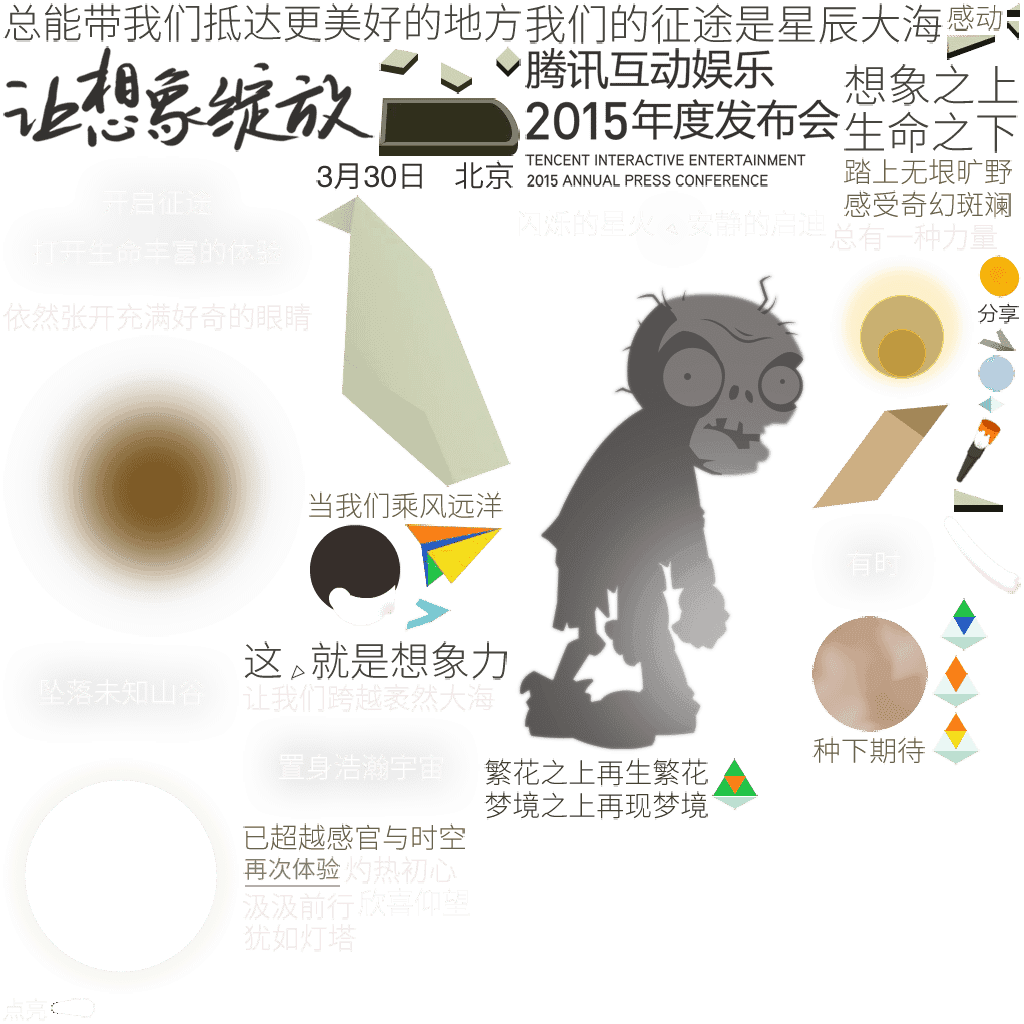 总能带我们抵达更美好的地方
我们的征途是星辰大海
感动
让想象绽放
腾讯互动娱乐
2015年度发布会
TENCENT INTERACTIVE ENTERTAINMENT
2015 ANNUAL PRESS CONFERENCE
想象之上
生命之下
3月30日 北京
踏上无垠旷野
感受奇幻斑斓
开启征途
打开生命丰富的体验
闪烁的星火
安静的启迪
总有一种力量
依然张开充满好奇的眼睛
分享
当我们乘风远洋
有时
这 就是想象力
让我们跨越袤然大海
坠落未知山谷
置身浩瀚宇宙
种下期待
繁花之上再生繁花
梦境之上再现梦境
已超越感官与时空
再次体验
灼热初心
汲汲前行
欣喜仰望
犹如灯塔
点亮